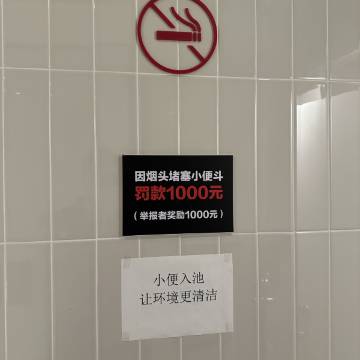 因烟头堵塞小便斗
罚款1000元
（举报者奖励1000元）
小便入池
让环境更清洁